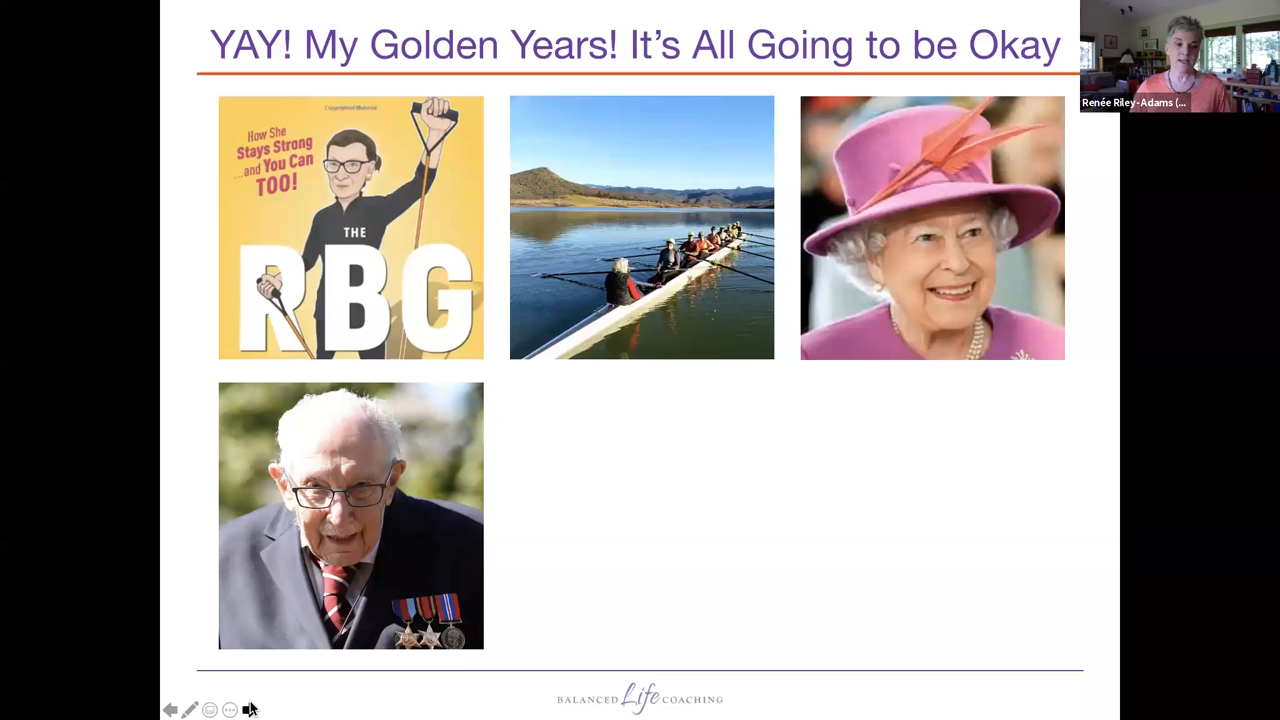 YAY! My Golden Years! It’s All Going to be Okay
Renée Riley-Adams (...
Copyrighted Material
How She
Stays Strong
...and You Can
TOO!
THE
RBG
BALANCED Life COACHING